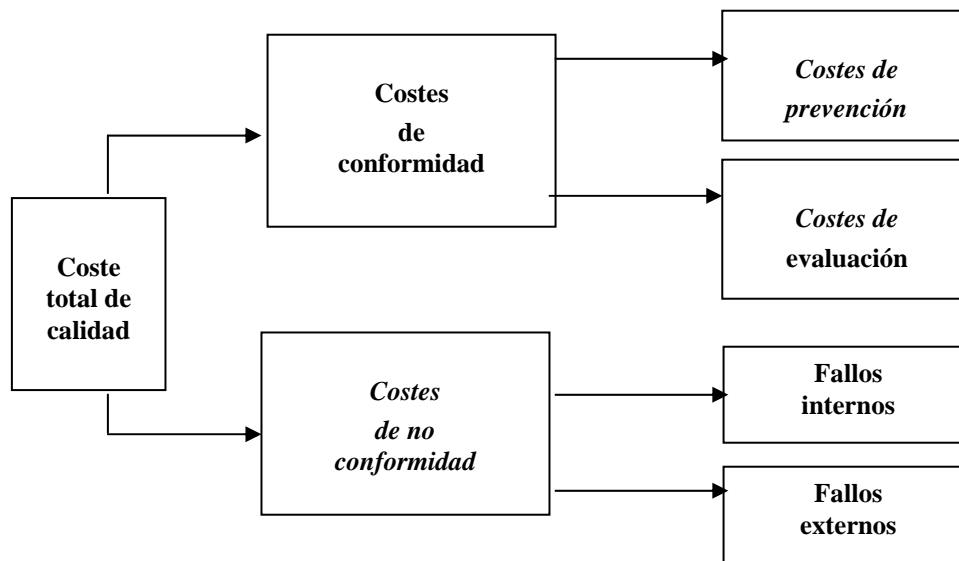 Coste
total de
calidad
Costes
de
conformidad
Costes de
prevención
Costes de
evaluación
Costes
de no
conformidad
Fallos
internos
Fallos
externos